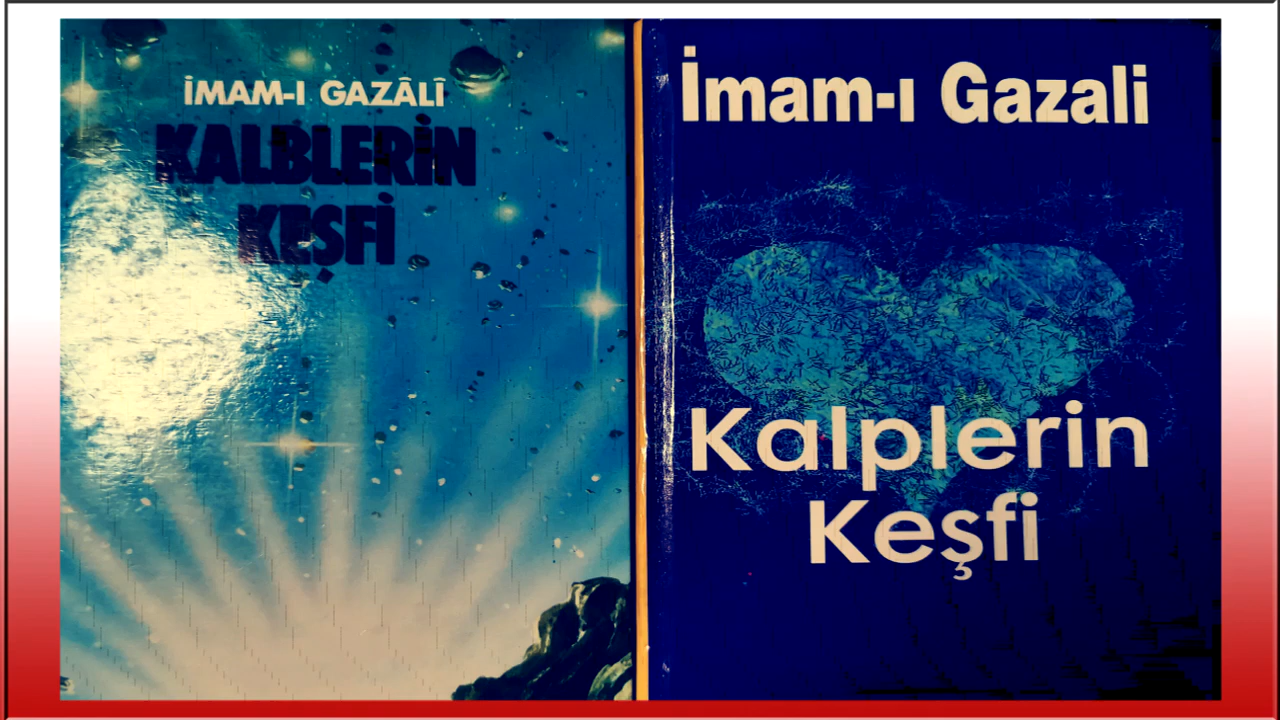 İMAM-I GAZÂLÎ
KALBLERİN
KEŞFİ
İmam-ı Gazali
Kalplerin
Keşfi